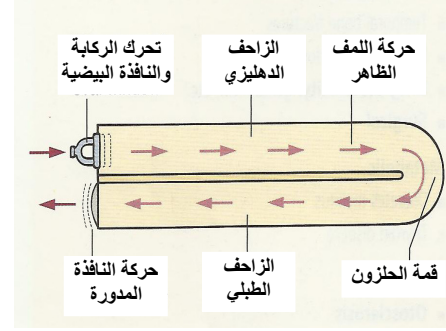 حركة اللمف
الظاهر
الزاحف
الدهليزي
تحرك الركابة
والنافذة البيضية
قمة الحلزون
الزاحف
الطبلي
حركة النافذة
المدورة